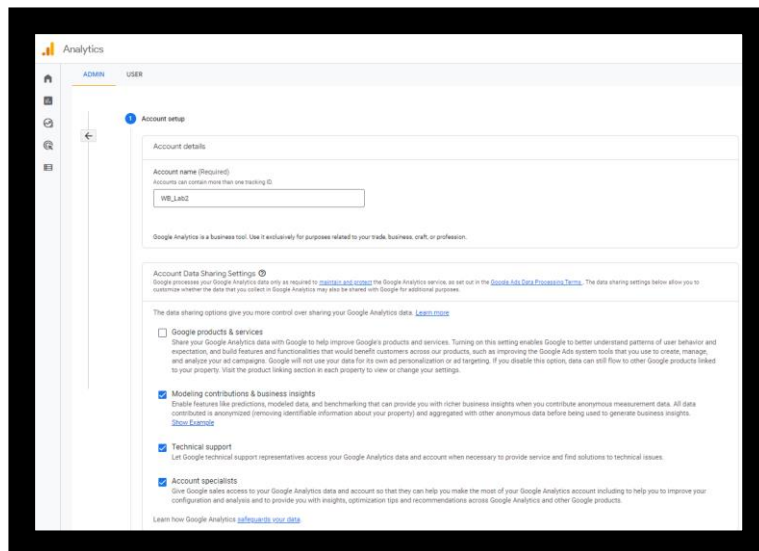 Analytics
ADMIN USER
1 Account setup
Account details
Account name (Required)
Accounts can contain more than one tracking ID.
WB_Lab2
Google Analytics is a business tool. Use it exclusively for purposes related to your trade, business, craft, or profession.
Account Data Sharing Settings
Google processes your Google Analytics data only as required to maintain and protect the Google Analytics service, as set out in the Google Ads Data Processing Terms . The data sharing settings below allow you to
customize whether the data that you collect in Google Analytics may also be shared with Google for additional purposes.
The data sharing options give you more control over sharing your Google Analytics data. Learn more
Google products & services
Share your Google Analytics data with Google to help improve Google's products and services. Turning on this setting enables Google to better understand patterns of user behavior and
expectation, and build features and functionalities that would benefit customers across our products, such as improving the Google Ads system tools that you use to create, manage,
and analyze your ad campaigns. Google will not use your data for its own ad personalization or ad targeting. If you disable this option, data can still flow to other Google products linked
to your property. Visit the product linking section in each property to view or change your settings.
Modeling contributions & business insights
Enable features like predictions, modeled data, and benchmarking that can provide you with richer business insights when you contribute anonymous measurement data. All data
contributed is anonymized (removing identifiable information about your property) and aggregated with other anonymous data before being used to generate business insights.
Show Example
Technical support
Let Google technical support representatives access your Google Analytics data and account when necessary to provide service and find solutions to technical issues.
Account specialists
Give Google sales access to your Google Analytics data and account so that they can help you make the most of your Google Analytics account including to help you to improve your
configuration and analysis and to provide you with insights, optimization tips and recommendations across Google Analytics and other Google products.
Learn how Google Analytics safeguards your data.